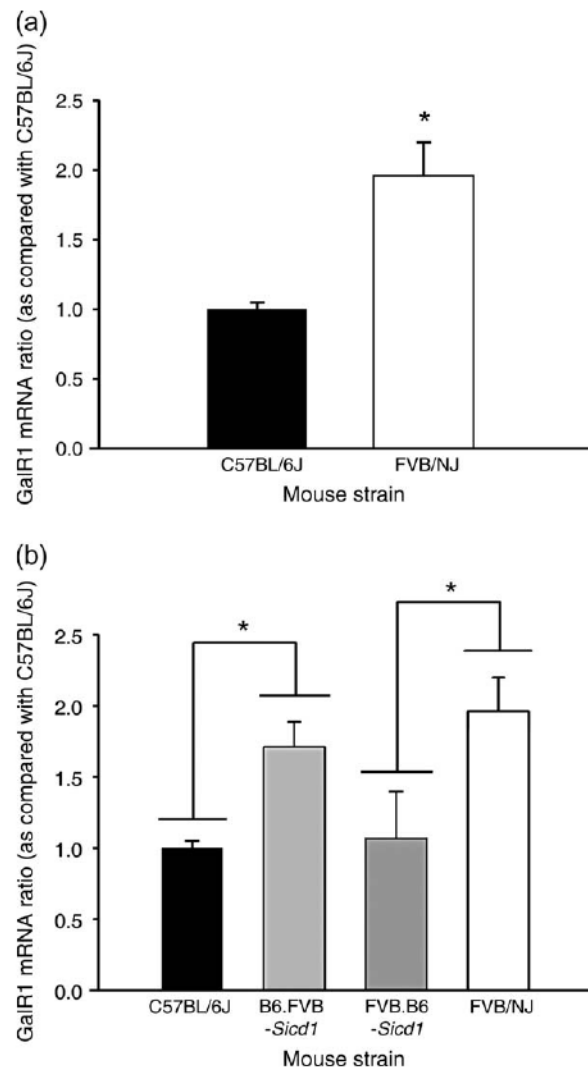 (a)
GalR1 mRNA ratio (as compared with C57BL/6J)
2.5
2.0
1.5
1.0
0.5
0.0
*
C57BL/6J
FVB/NJ
Mouse strain
(b)
GalR1 mRNA ratio (as compared with C57BL/6J)
2.5
2.0
1.5
1.0
0.5
0.0
*
*
C57BL/6J
B6.FVB
-Sicd1
FVB.B6
-Sicd1
FVB/NJ
Mouse strain